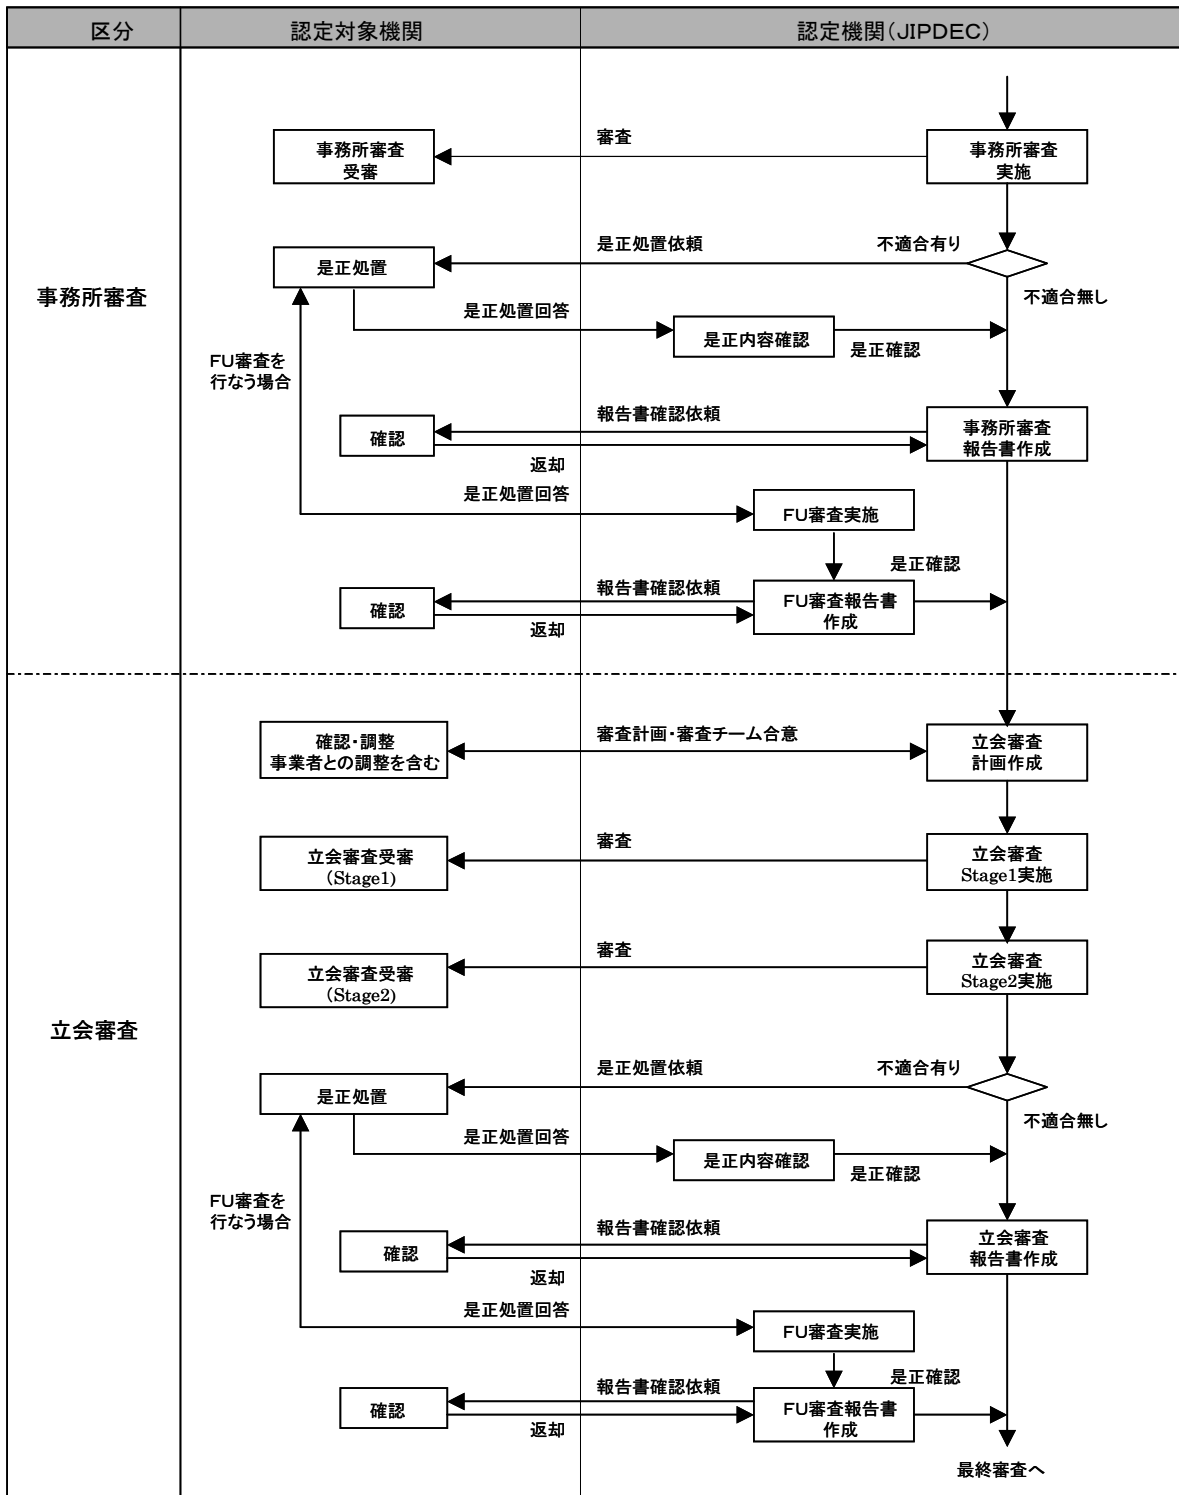 区分
認定対象機関
認定機関(JIPDEC)
事務所審査
審査
事務所審査
受審
事務所審査
実施
是正処置依頼
不適合有り
是正処置
不適合無し
是正処置回答
是正内容確認
是正確認
FU審査を
行なう場合
報告書確認依頼
確認
事務所審査
報告書作成
返却
是正処置回答
FU審査実施
是正確認
報告書確認依頼
確認
FU審査報告書
作成
返却
立会審査
確認・調整
事業者との調整を含む
審査計画・審査チーム合意
立会審査
計画作成
審査
立会審査受審
(Stage1)
立会審査
Stage1実施
審査
立会審査受審
(Stage2)
立会審査
Stage2実施
是正処置依頼
不適合有り
是正処置
不適合無し
是正処置回答
是正内容確認
是正確認
FU審査を
行なう場合
報告書確認依頼
確認
立会審査
報告書作成
返却
是正処置回答
FU審査実施
是正確認
報告書確認依頼
確認
FU審査報告書
作成
返却
最終審査へ